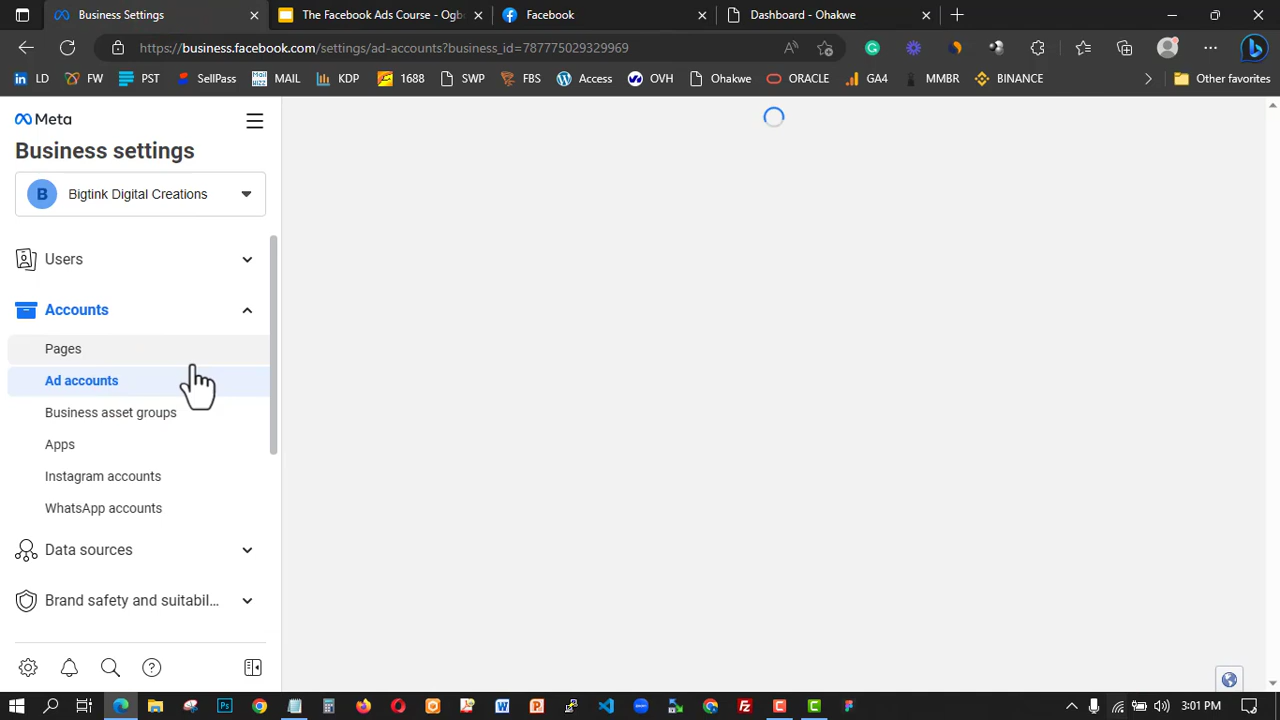 Business Settings
The Facebook Ads Course - Ogb
Facebook
Dashboard - Ohakwe
https://business.facebook.com/settings/ad-accounts?business_id=787775029329969
LD
FW
PST
SellPass
MAIL
KDP
1688
SWP
FBS
Access
OVH
Ohakwe
ORACLE
GA4
MMBR
BINANCE
Other favorites
Meta
Business settings
B Bigtink Digital Creations
Users
Accounts
Pages
Ad accounts
Business asset groups
Apps
Instagram accounts
WhatsApp accounts
Data sources
Brand safety and suitabil...
3:01 PM